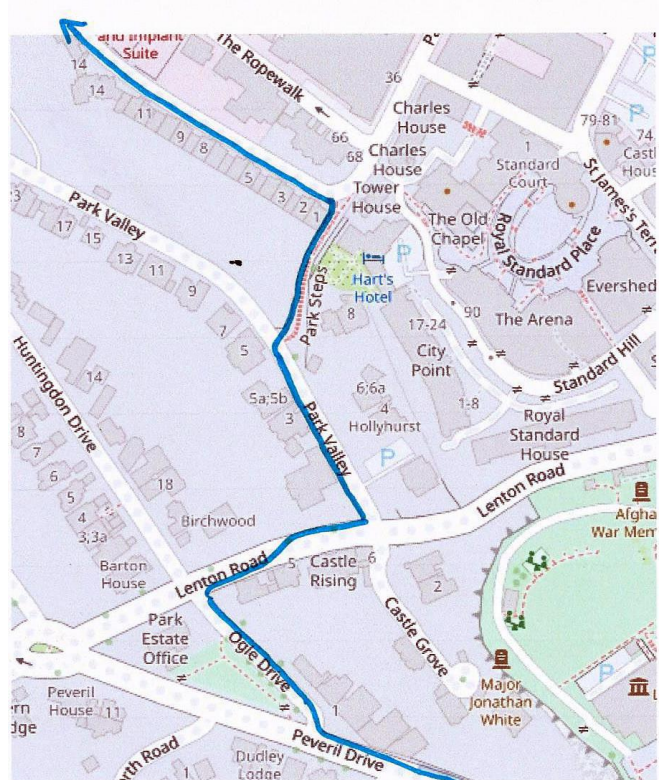 and Implant
Suite
The Ropewalk
14
14
11
9
8
5
3
2
1
36
66
68
Charles
House
Charles
House
Tower
House
1
Standard
Court
79-81
74
St James's Terr
The Old
Chapel
Royal Standard Place
Evershed
The Arena
90
Standard Hill
P
Hart's
Hotel
8
Park Steps
17-24
City
Point
1-8
Royal
Standard
House
Park Valley
17
15
13
11
9
7
5
5a;5b
3
Park Valley
6;6a
4
Hollyhurst
P
Huntingdon Drive
14
8
7
6
5
4
3;3a
18
Birchwood
Barton
House
Lenton Road
Lenton Road
5
Castle
Rising
6
2
Castle Grove
Afgha
War Mem
Major
Jonathan
White
P
Park
Estate
Office
Ogle Drive
1
Peveril
House
11
Peveril Drive
Dudley
Lodge
1